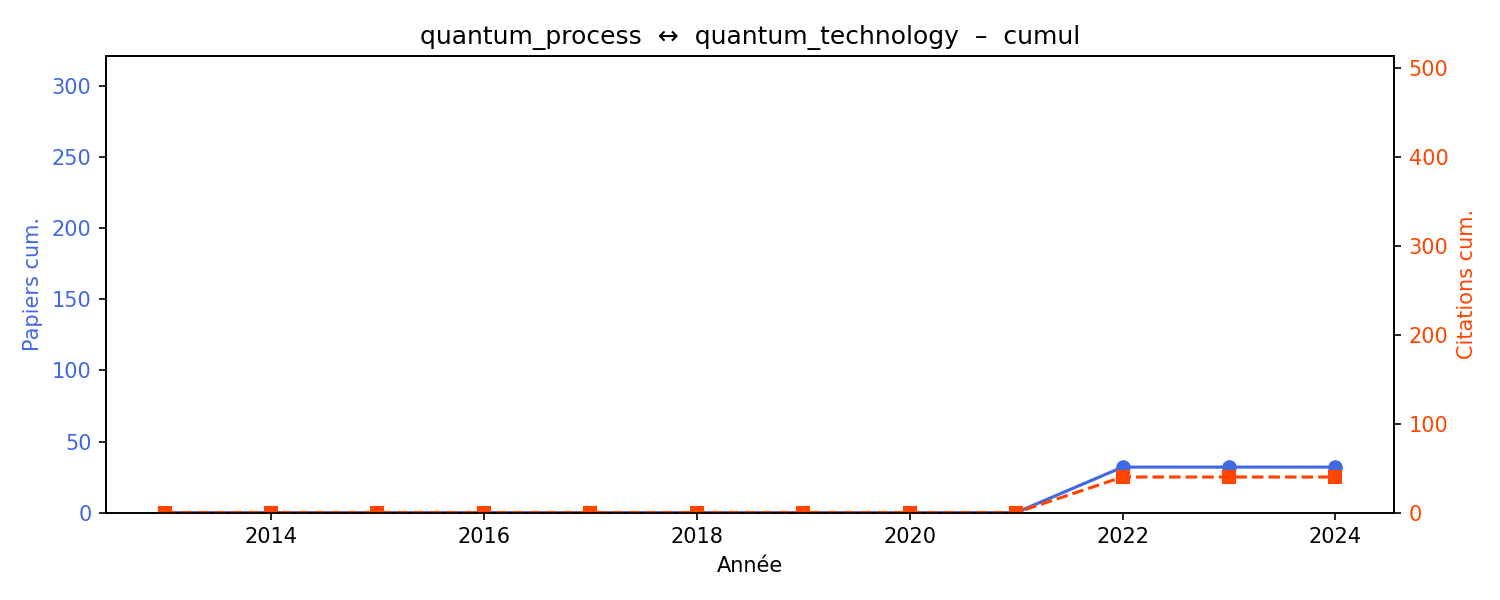 quantum_process ↔ quantum_technology – cumul
300
250
200
150
100
50
0
Papiers cum.
500
400
300
200
100
0
Citations cum.
2014 2016 2018 2020 2022 2024
Année